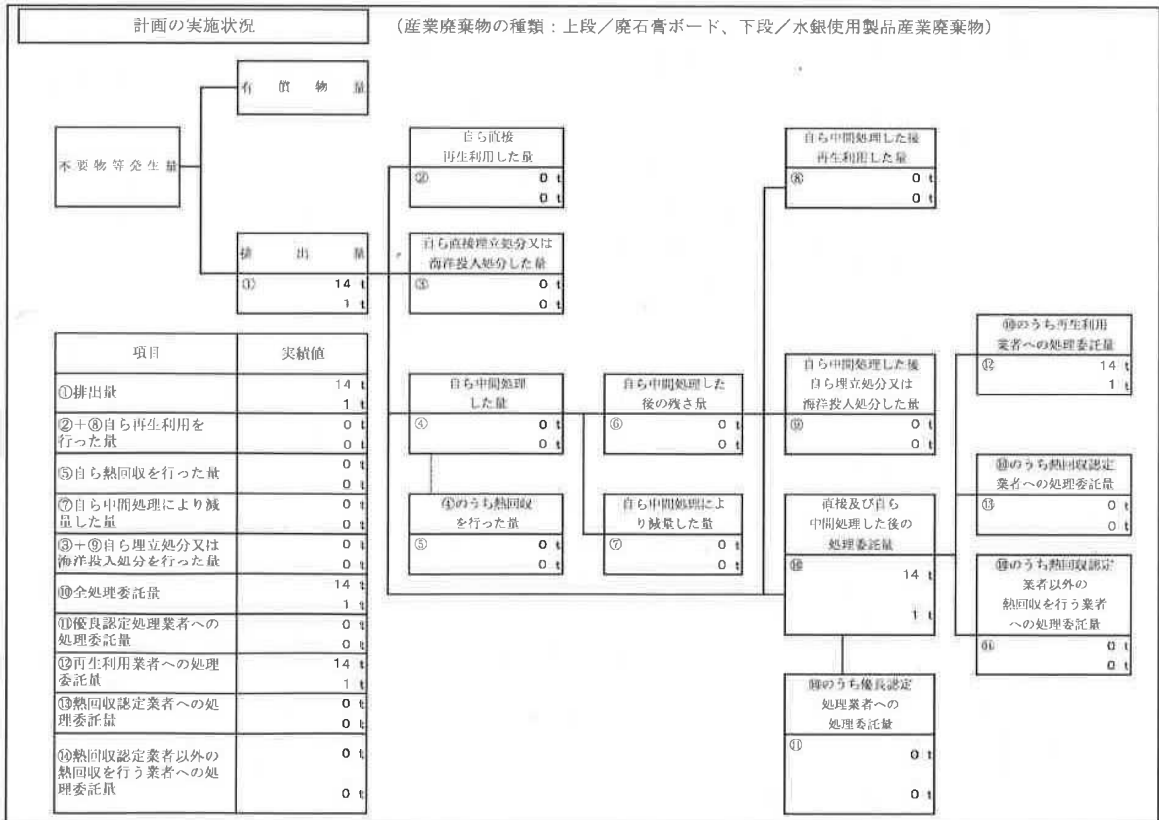 計画の実施状況
(産業廃棄物の種類：上段／廃石膏ボード、下段／水銀使用製品産業廃棄物)
有償物量
不要物等発生量
排出量
① 14 t
1 t
自ら直接
再生利用した量
② 0 t
0 t
自ら直接埋立処分又は
海洋投入処分した量
③ 0 t
0 t
自ら中間処理した後
再生利用した量
⑧ 0 t
0 t
自ら中間処理
した量
④ 0 t
0 t
④のうち熱回収
を行った量
⑤ 0 t
0 t
自ら中間処理した
後の残さ量
⑥ 0 t
0 t
自ら中間処理によ
り減量した量
⑦ 0 t
0 t
自ら中間処理した後
自ら埋立処分又は
海洋投入処分した量
⑨ 0 t
0 t
直接及び自ら
中間処理した後の
処理委託量
⑩
14 t
1 t
⑩のうち優良認定
処理業者への
処理委託量
⑪
0 t
0 t
⑩のうち再生利用
業者への処理委託量
⑫ 14 t
1 t
⑩のうち熱回収認定
業者への処理委託量
⑬ 0 t
0 t
⑩のうち熱回収認定
業者以外の
熱回収を行う業者
への処理委託量
⑭ 0 t
0 t
項目 実績値
①排出量 14 t
1 t
②＋⑧自ら再生利用を 0 t
行った量 0 t
⑤自ら熱回収を行った量 0 t
0 t
⑦自ら中間処理により減 0 t
量した量 0 t
③＋⑨自ら埋立処分又は 0 t
海洋投入処分を行った量 0 t
⑩全処理委託量 14 t
1 t
⑪優良認定処理業者への 0 t
処理委託量 0 t
⑫再生利用業者への処理 14 t
委託量 1 t
⑬熱回収認定業者への処 0 t
理委託量 0 t
⑭熱回収認定業者以外の 0 t
熱回収を行う業者への処
理委託量 0 t